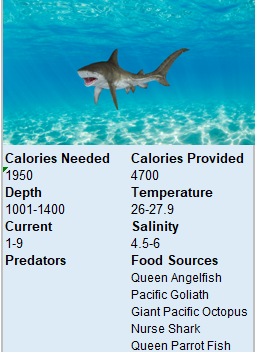 Calories Needed Calories Provided
1950 4700
Depth Temperature
1001-1400 26-27.9
Current Salinity
1-9 4.5-6
Predators Food Sources
Queen Angelfish
Pacific Goliath
Giant Pacific Octopus
Nurse Shark
Queen Parrot Fish